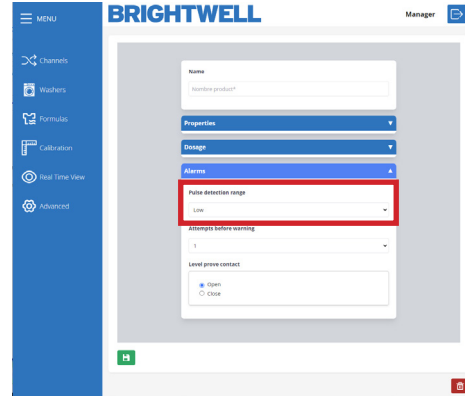 MENU
BRIGHTWELL
Manager
Channels
Washers
Formulas
Calibration
Real Time View
Advanced
Name
Nombre product*
Properties
Dosage
Alarms
Pulse detection range
Low
Attempts before warning
1
Level prove contact
Open
Close